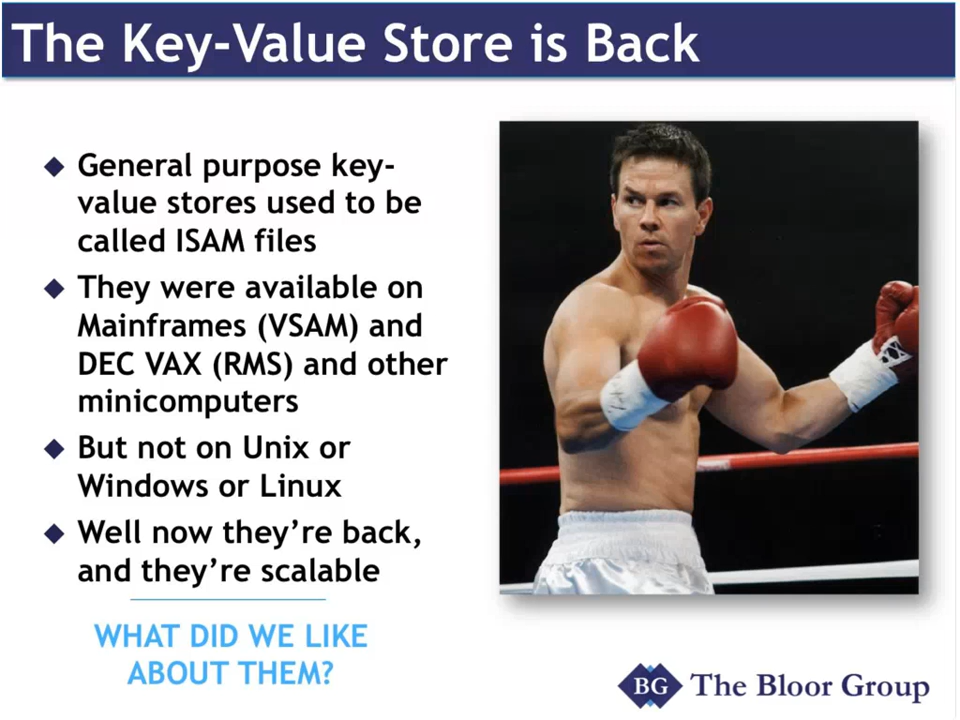 The Key-Value Store is Back
◆ General purpose key-
value stores used to be
called ISAM files
◆ They were available on
Mainframes (VSAM) and
DEC VAX (RMS) and other
minicomputers
◆ But not on Unix or
Windows or Linux
◆ Well now they’re back,
and they’re scalable
WHAT DID WE LIKE
ABOUT THEM?
BG The Bloor Group